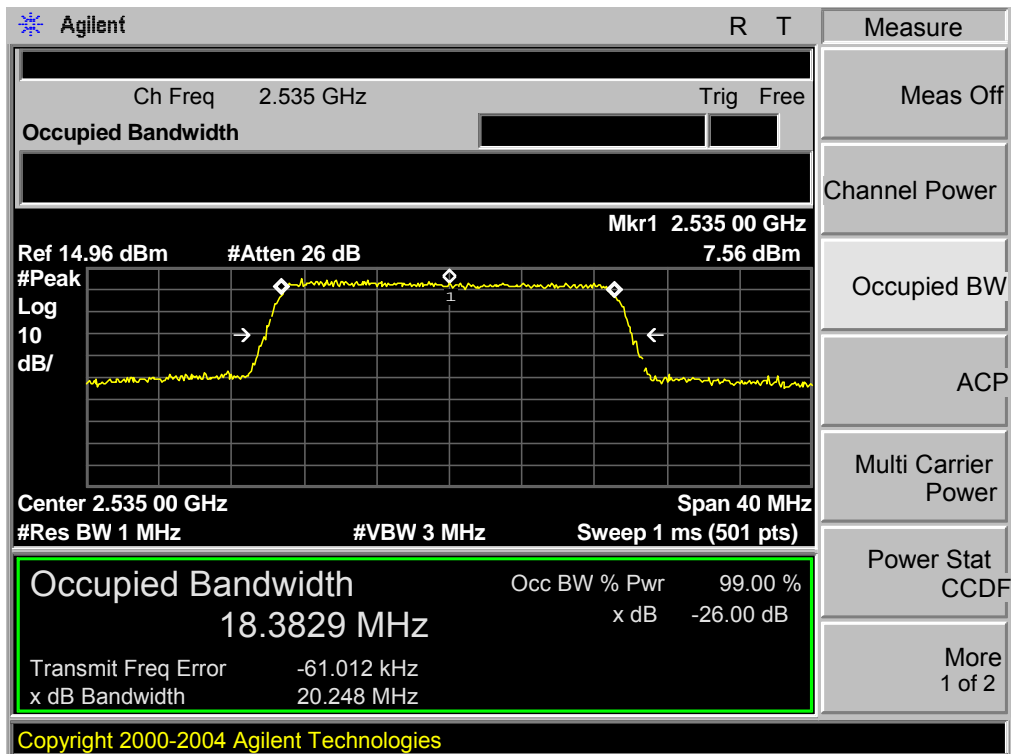 Agilent
R T
Measure
Ch Freq 2.535 GHz
Trig Free
Occupied Bandwidth
Meas Off
Channel Power
Mkr1 2.535 00 GHz
Ref 14.96 dBm #Atten 26 dB 7.56 dBm
#Peak
Log
10
dB/
1
Occupied BW
ACP
Multi Carrier
Power
Center 2.535 00 GHz Span 40 MHz
#Res BW 1 MHz #VBW 3 MHz Sweep 1 ms (501 pts)
Occupied Bandwidth
18.3829 MHz
Occ BW % Pwr 99.00 %
x dB -26.00 dB
Transmit Freq Error -61.012 kHz
x dB Bandwidth 20.248 MHz
Power Stat
CCDF
More
1 of 2
Copyright 2000-2004 Agilent Technologies